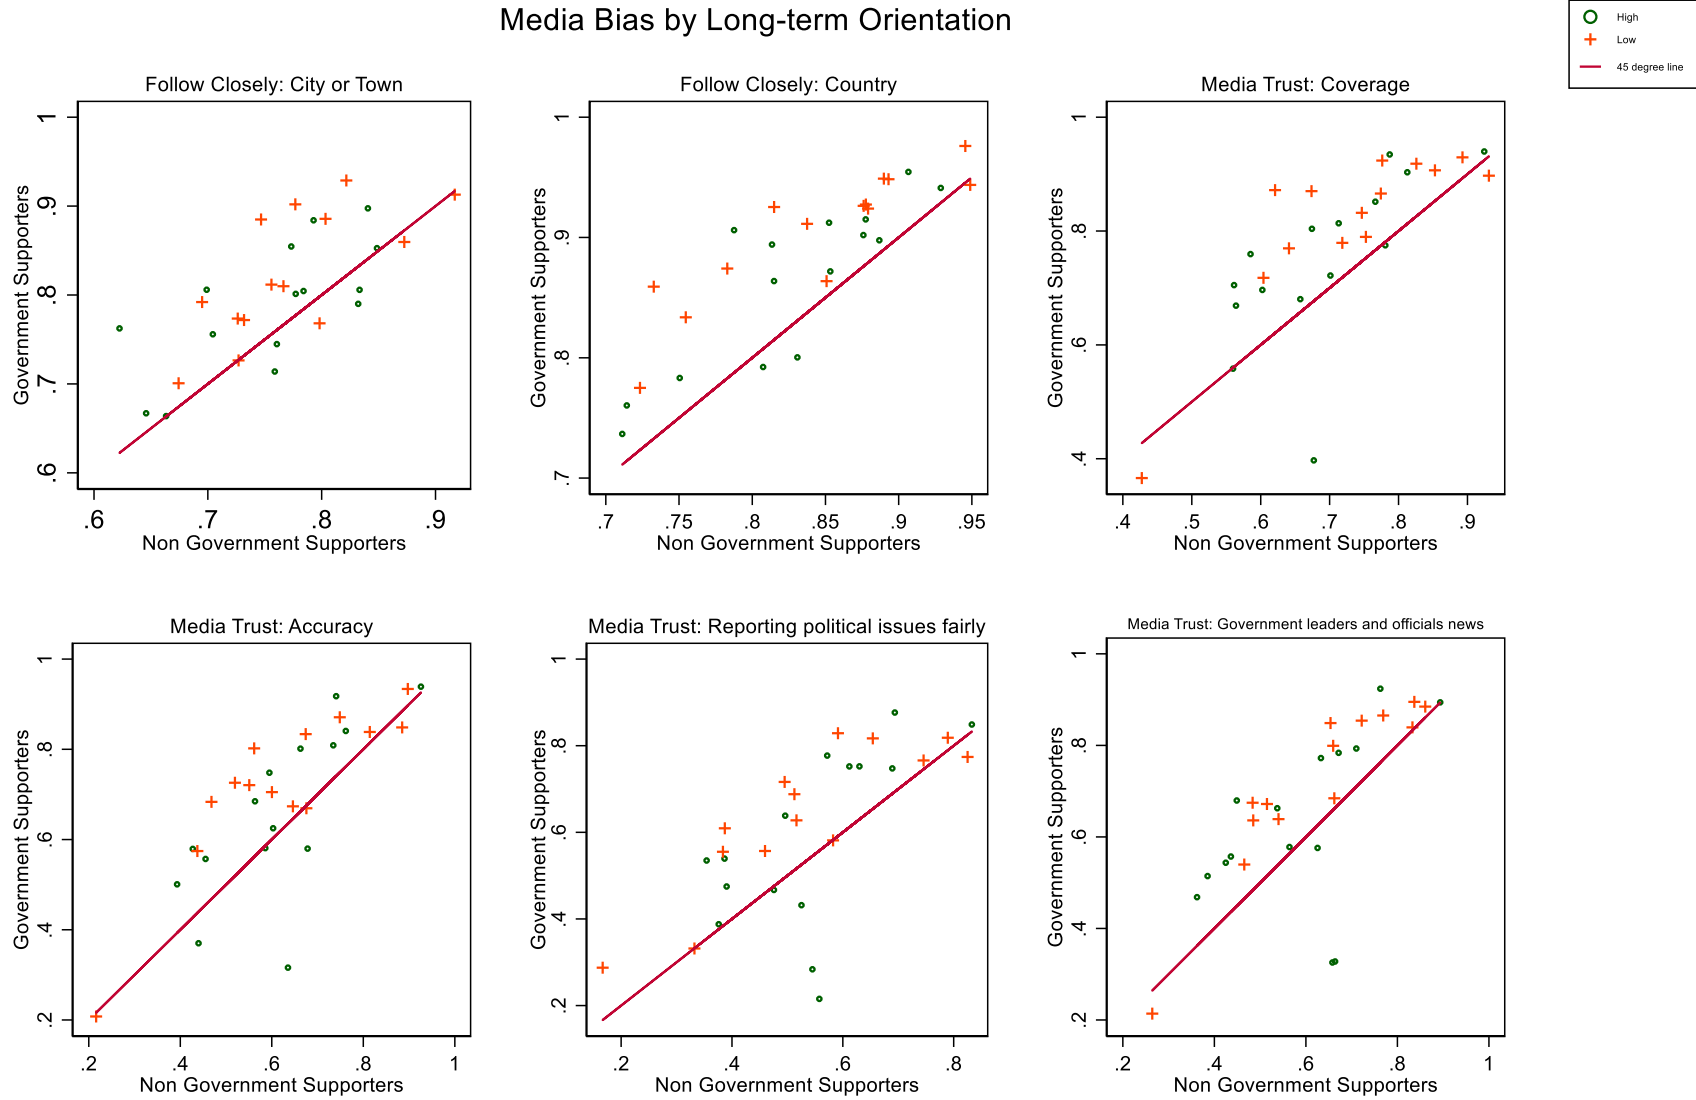 Media Bias by Long-term Orientation
High
Low
45 degree line
Follow Closely: City or Town
Government Supporters
1
.9
.8
.7
.6
.6 .7 .8 .9
Non Government Supporters
Follow Closely: Country
Government Supporters
1
.9
.8
.7
.7 .75 .8 .85 .9 .95
Non Government Supporters
Media Trust: Coverage
Government Supporters
1
.8
.6
.4
.4 .5 .6 .7 .8 .9
Non Government Supporters
Media Trust: Accuracy
Government Supporters
1
.8
.6
.4
.2
.2 .4 .6 .8 1
Non Government Supporters
Media Trust: Reporting political issues fairly
Government Supporters
1
.8
.6
.4
.2
.2 .4 .6 .8
Non Government Supporters
Media Trust: Government leaders and officials news
Government Supporters
1
.8
.6
.4
.2
.2 .4 .6 .8 1
Non Government Supporters